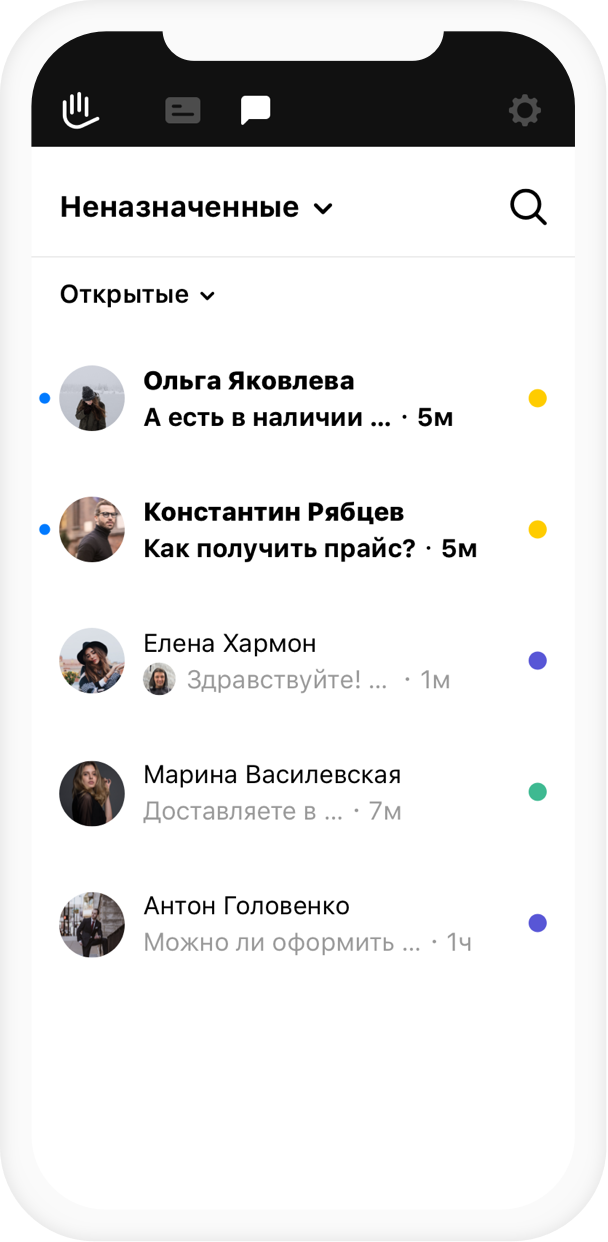 Неназначенные
Открытые
Ольга Яковлева
А есть в наличии ... · 5м
Константин Рябцев
Как получить прайс? · 5м
Елена Хармон
Здравствуйте! ... · 1м
Марина Василевская
Доставляете в ... · 7м
Антон Головенко
Можно ли оформить ... · 1ч